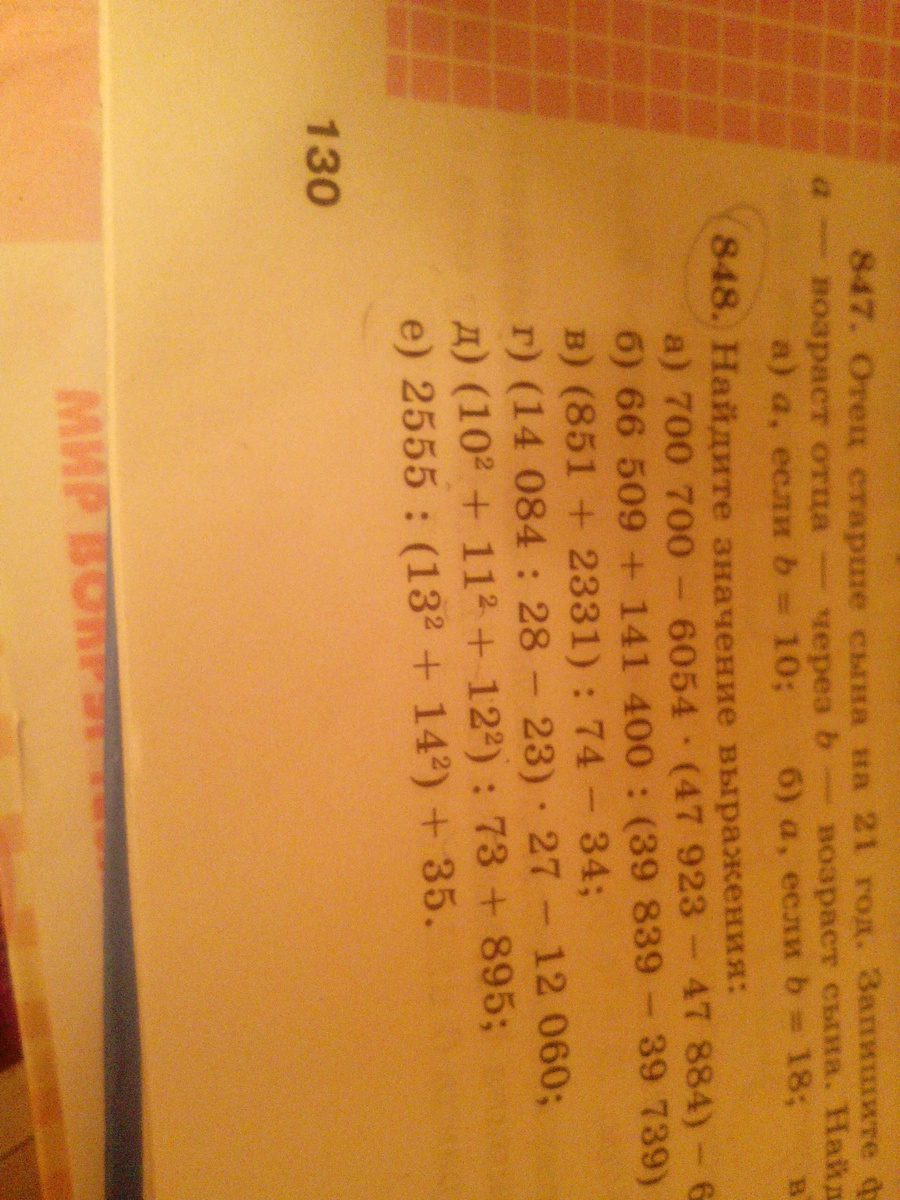 847. Отец старше сына на 21 год. Запишите ф
a — возраст отца — через b — возраст сына. Найд
а) a, если b = 10; б) a, если b = 18; в
848. Найдите значение выражения:
а) 700 700 − 6054 · (47 923 − 47 884) − 6
б) 66 509 + 141 400 : (39 839 − 39 739)
в) (851 + 2331) : 74 − 34;
г) (14 084 : 28 − 23) · 27 − 12 060;
д) (10² + 11² + 12²) : 73 + 895;
е) 2555 : (13² + 14²) + 35.
130
МИР